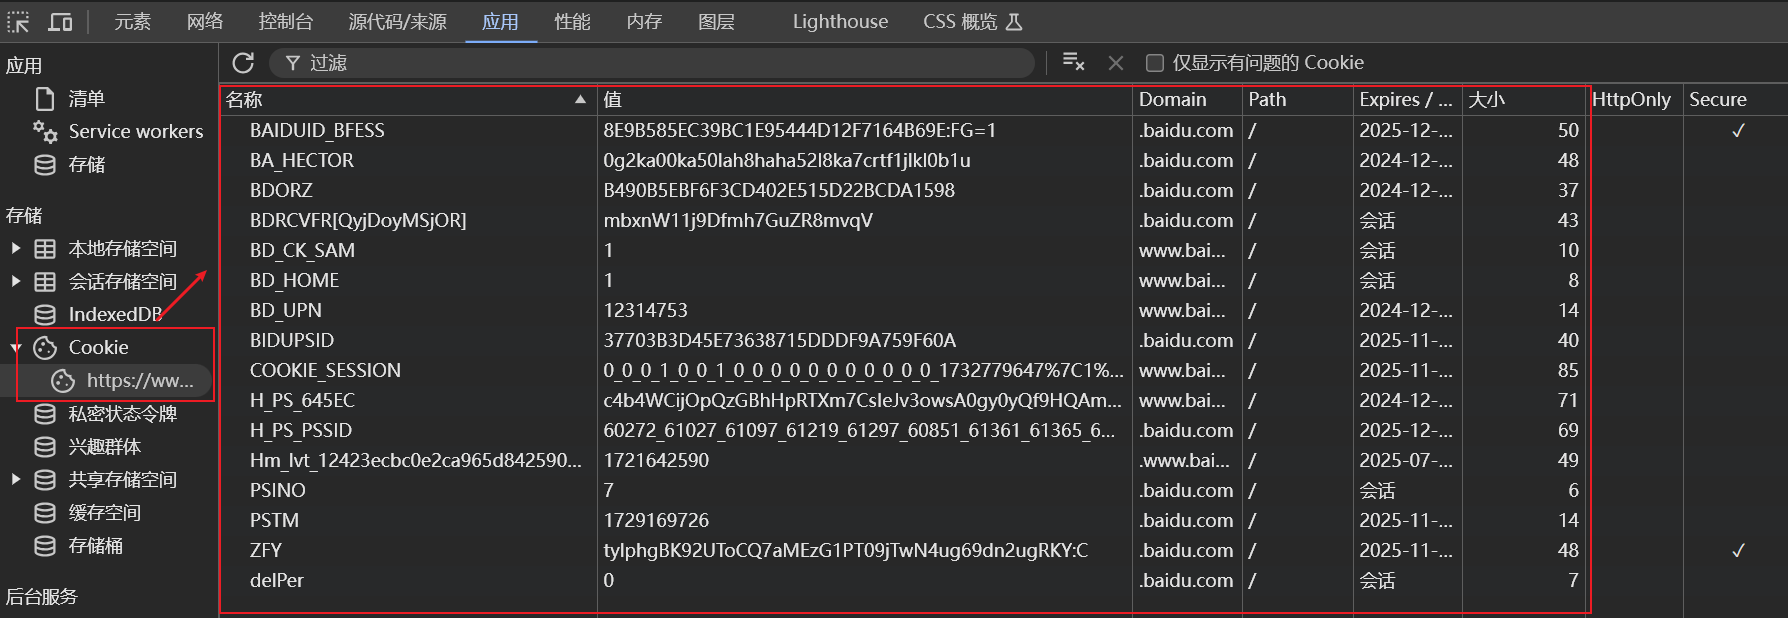 元素 网络 控制台 源代码/来源 应用 性能 内存 图层 Lighthouse CSS 概览
应用
清单
Service workers
存储
存储
本地存储空间
会话存储空间
IndexedDB
Cookie
https://ww...
私密状态令牌
兴趣群体
共享存储空间
缓存空间
存储桶
后台服务
过滤 仅显示有问题的 Cookie
名称 值 Domain Path Expires / ... 大小 HttpOnly Secure
BAIDUID_BFESS 8E9B585EC39BC1E95444D12F7164B69E:FG=1 .baidu.com / 2025-12-... 50 ✓
BA_HECTOR 0g2ka00ka50lah8haha52l8ka7crtf1jlkl0b1u .baidu.com / 2024-12-... 48
BDORZ B490B5EBF6F3CD402E515D22BCDA1598 .baidu.com / 2024-12-... 37
BDRCVFR[QyjDoyMSjOR] mbxnW11j9Dfmh7GuZR8mvqV .baidu.com / 会话 43
BD_CK_SAM 1 www.bai... / 会话 10
BD_HOME 1 www.bai... / 会话 8
BD_UPN 12314753 www.bai... / 2024-12-... 14
BIDUPSID 37703B3D45E73638715DDDF9A759F60A .baidu.com / 2025-11-... 40
COOKIE_SESSION 0_0_0_1_0_0_1_0_0_0_0_0_0_0_0_0_0_0_1732779647%7C1%... www.bai... / 2025-11-... 85
H_PS_645EC c4b4WCijOpQzGBhHpRTXm7CsIeJv3owsA0gy0yQf9HQAm... www.bai... / 2024-12-... 71
H_PS_PSSID 60272_61027_61097_61219_61297_60851_61361_61365_6... .baidu.com / 2025-12-... 69
Hm_lvt_12423ecbc0e2ca965d842590... 1721642590 .www.bai... / 2025-07-... 49
PSINO 7 .baidu.com / 会话 6
PSTM 1729169726 .baidu.com / 2025-11-... 14
ZFY tylphgBK92UToCQ7aMEzG1PT09jTwN4ug69dn2ugRKY:C .baidu.com / 2025-11-... 48 ✓
delPer 0 .baidu.com / 会话 7